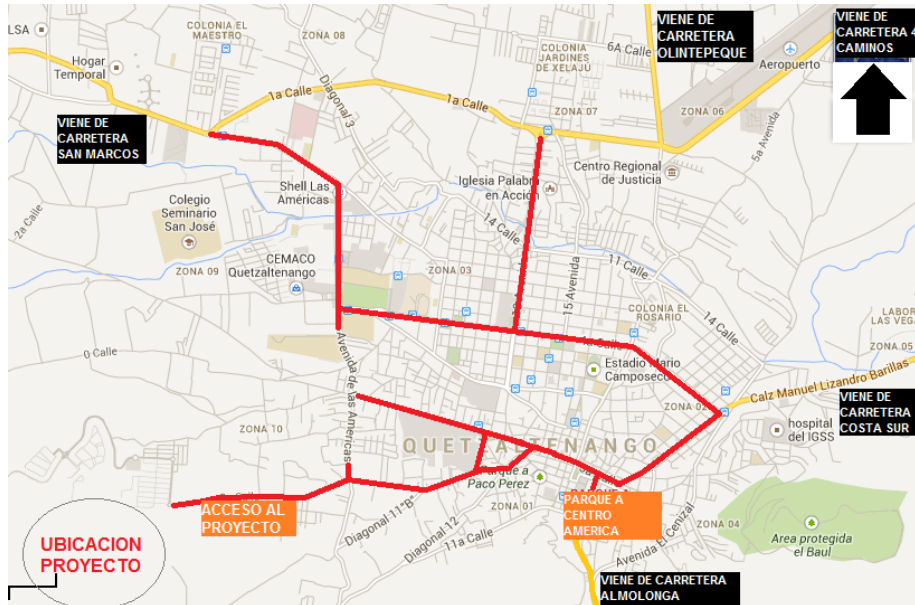 COLONIA EL
MAESTRO
ZONA 08
LSA
Hogar
Temporal
Diagonal 3
1a Calle
1a Calle
COLONIA
JARDINES
DE XELAJÚ
6A Calle
VIENE DE
CARRETERA
OLINTEPEQUE
VIENE DE
CARRETERA 4
CAMINOS
Aeropuerto
ZONA 07
ZONA 06
5a Avenida
VIENE DE
CARRETERA
SAN MARCOS
Centro Regional
de Justicia
Iglesia Palabra
en Acción
Shell Las
Américas
Colegio
Seminario
San José
2a Calle
14 Calle
11 Calle
ZONA 09
CEMACO
Quetzaltenango
ZONA 03
15 Avenida
COLONIA EL
ROSARIO
14 Calle
LABOR
LAS VEGA
ZONA 05
0 Calle
Avenida de las Americas
Estadio Mario
Camposeco
Calz Manuel Lizandro Barillas
ZONA 02
VIENE DE
CARRETERA
COSTA SUR
hospital
del IGSS
ZONA 10
QUETZALTENANGO
Parque a
Paco Perez
ACCESO AL
PROYECTO
PARQUE A
CENTRO
AMERICA
Diagonal 11 "B"
Diagonal 12
ZONA 01
11a Calle
Avenida El Cenizal
ZONA 04
Area protegida
el Baul
UBICACION
PROYECTO
VIENE DE CARRETERA
ALMOLONGA